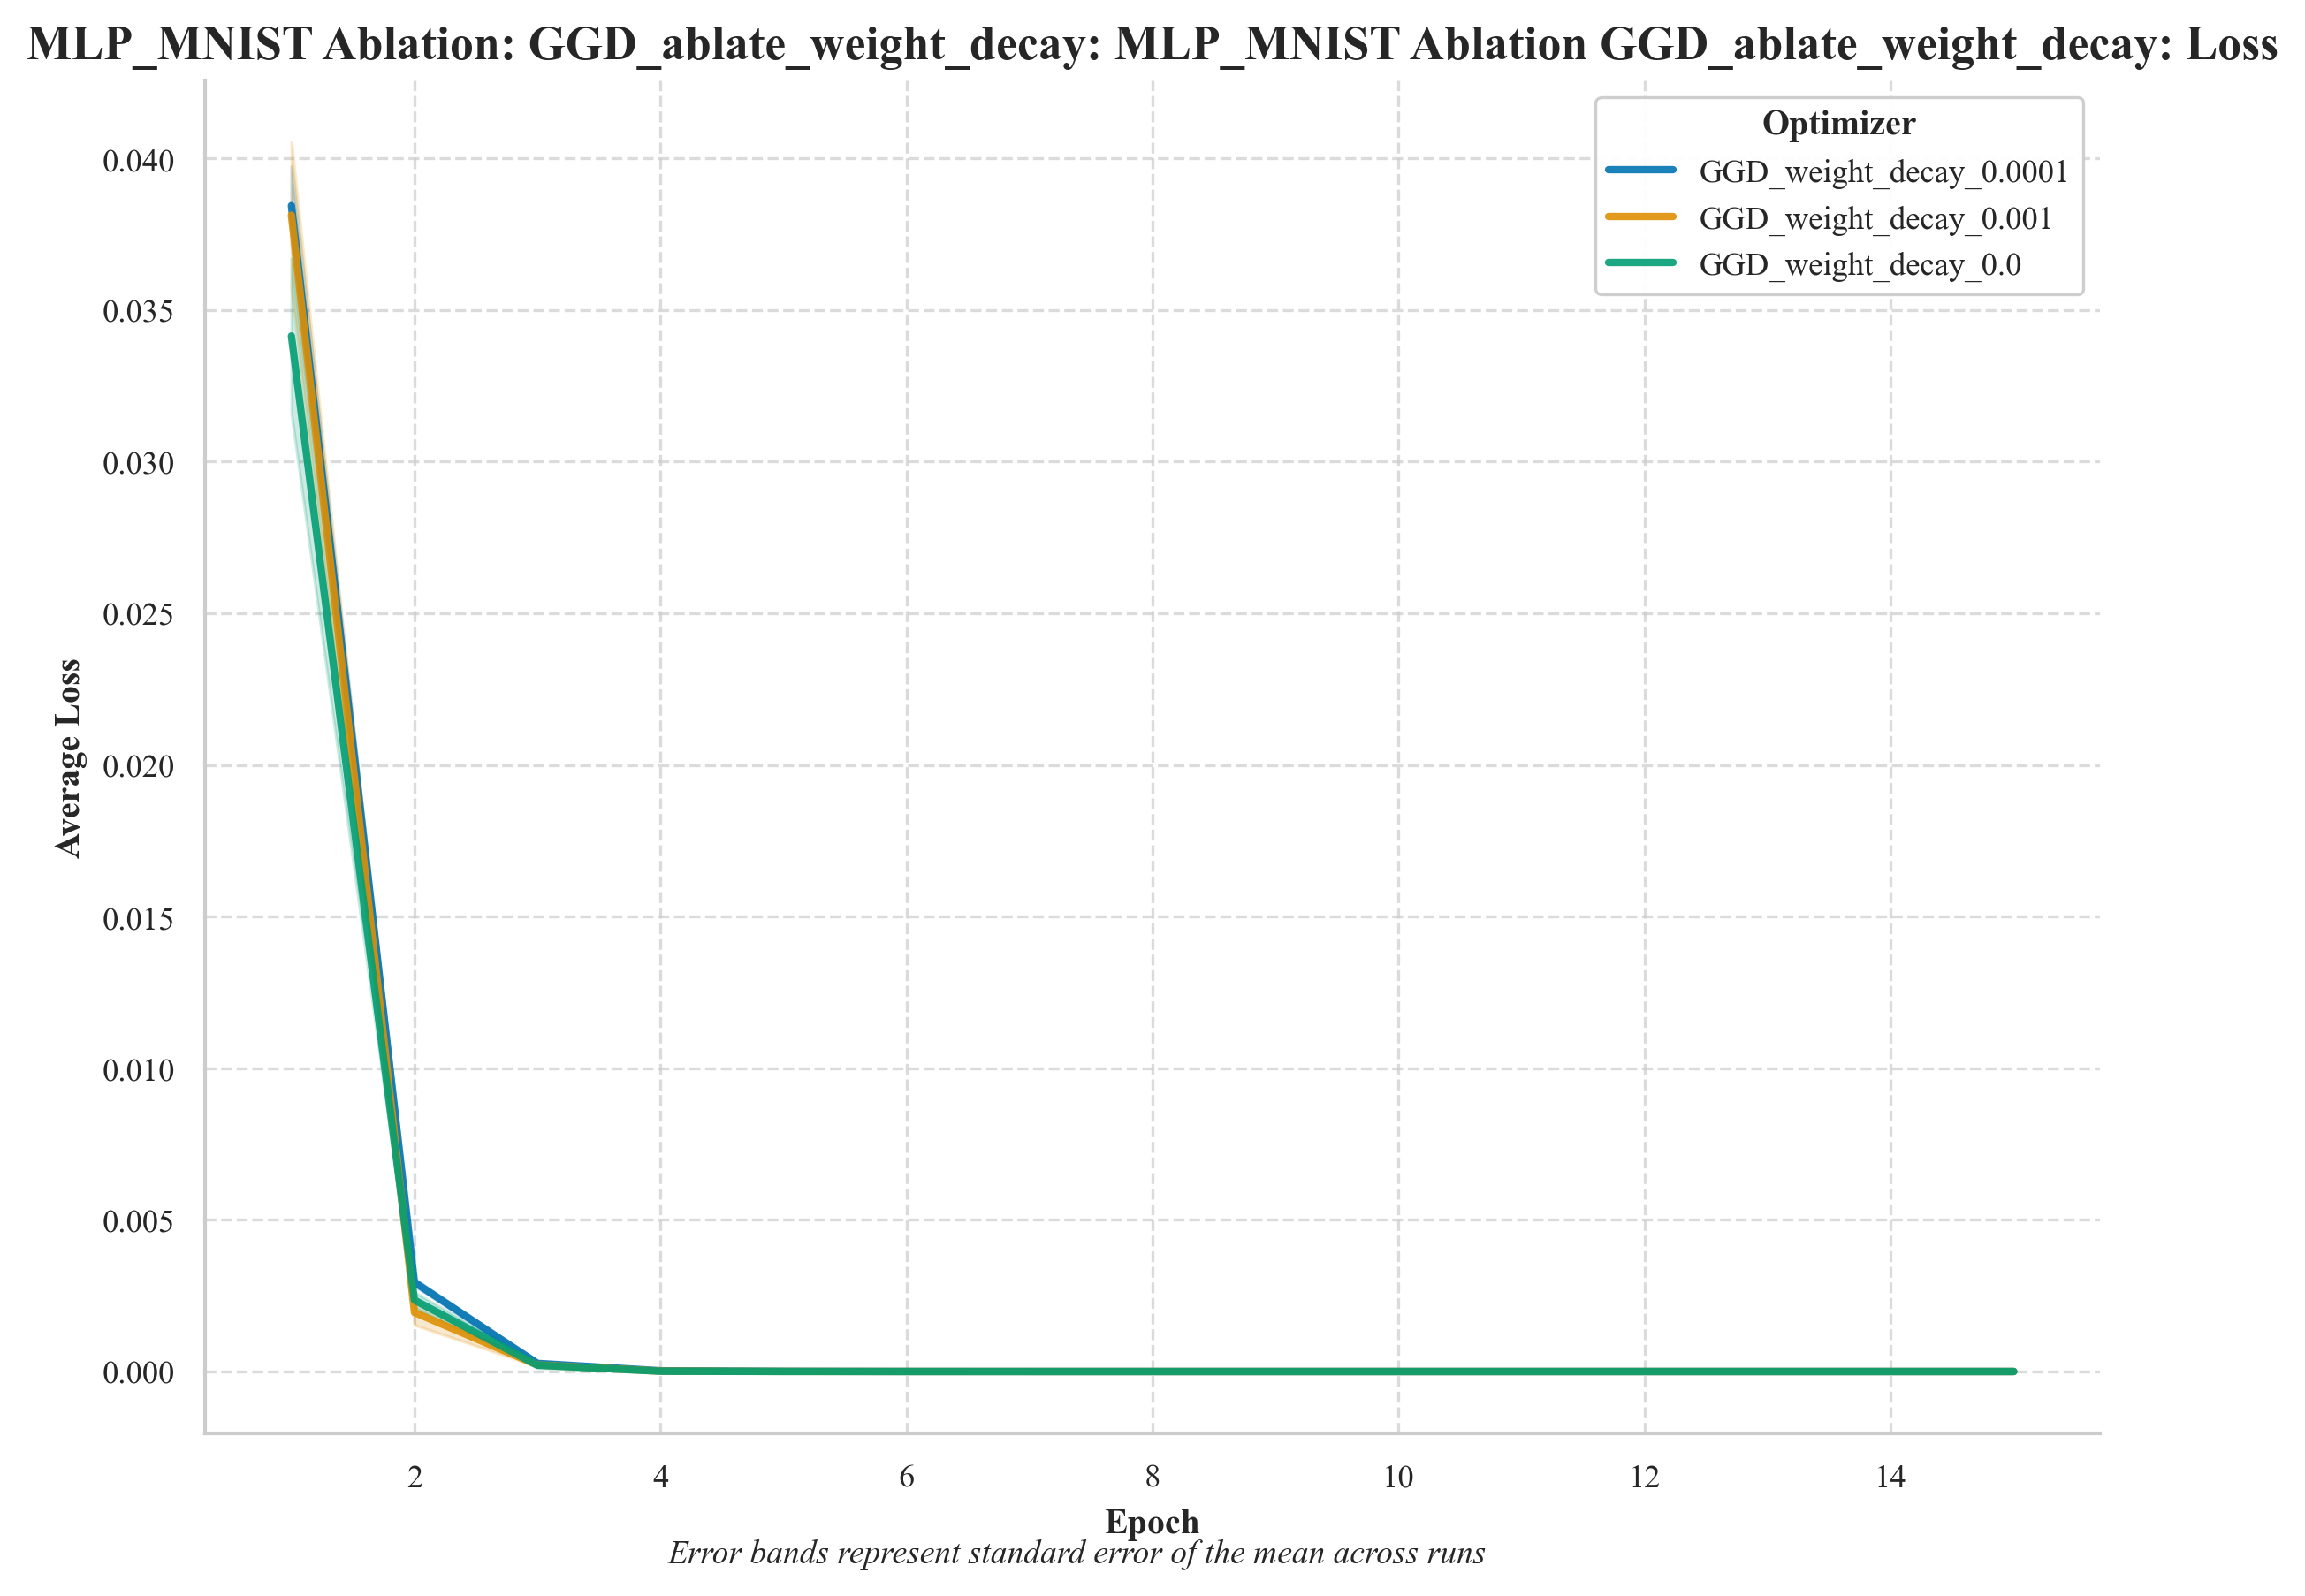 MLP_MNIST Ablation: GGD_ablate_weight_decay: MLP_MNIST Ablation GGD_ablate_weight_decay: Loss
Optimizer
GGD_weight_decay_0.0001
GGD_weight_decay_0.001
GGD_weight_decay_0.0
0.040
0.035
0.030
0.025
0.020
0.015
0.010
0.005
0.000
Average Loss
2 4 6 8 10 12 14
Epoch
Error bands represent standard error of the mean across runs